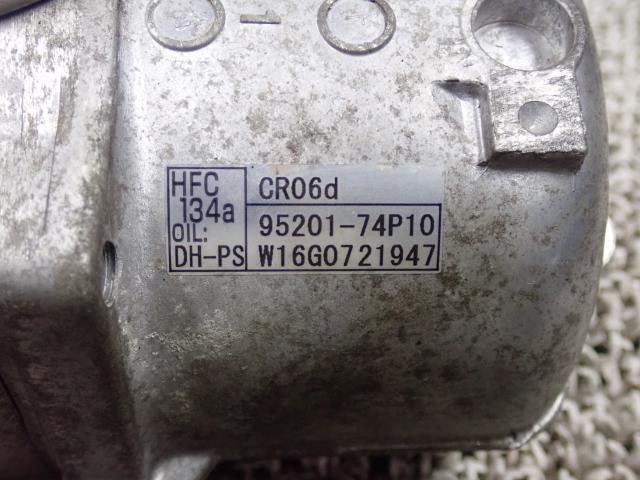 HFC
134a
OIL:
DH-PS
CR06d
95201-74P10
W16G0721947